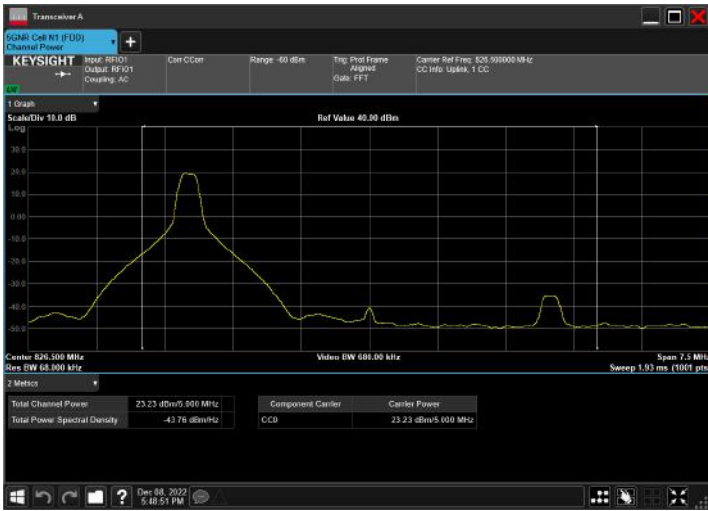 Transceiver A
5GNR Cell N1 (FDD)
Channel Power
+
KEYSIGHT
Input: RFIO1
Output: RFIO1
Coupling: AC
Corr CCorr
Range: -60 dBm
Trig: Prot Frame
Aligned
Gate: FFT
Carrier Ref Freq: 826.500000 MHz
CC Info: Uplink, 1 CC
1 Graph
Scale/Div 10.0 dB
Ref Value 40.00 dBm
Log
30.0
20.0
10.0
0.00
-10.0
-20.0
-30.0
-40.0
-50.0
Center 826.500 MHz
Video BW 680.00 kHz
Span 7.5 MHz
Res BW 68.000 kHz
Sweep 1.93 ms (1001 pts
2 Metrics
Total Channel Power 23.23 dBm/5.000 MHz
Total Power Spectral Density -43.76 dBm/Hz
Component Carrier Carrier Power
CC0 23.23 dBm/5.000 MHz
?
Dec 08, 2022
5:48:51 PM